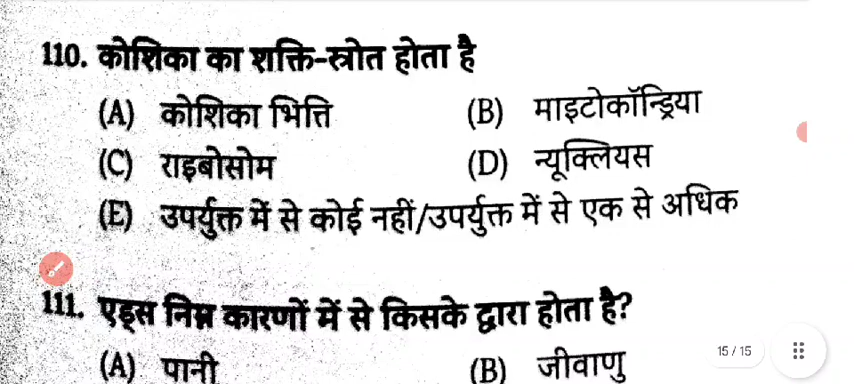 110. कोशिका का शक्ति-स्त्रोत होता है
(A) कोशिका भित्ति (B) माइटोकॉन्ड्रिया
(C) राइबोसोम (D) न्यूक्लियस
(E) उपर्युक्त में से कोई नहीं/उपर्युक्त में से एक से अधिक
111. एड्स निम्न कारणों में से किसके द्वारा होता है?
(A) पानी (B) जीवाणु
15 / 15